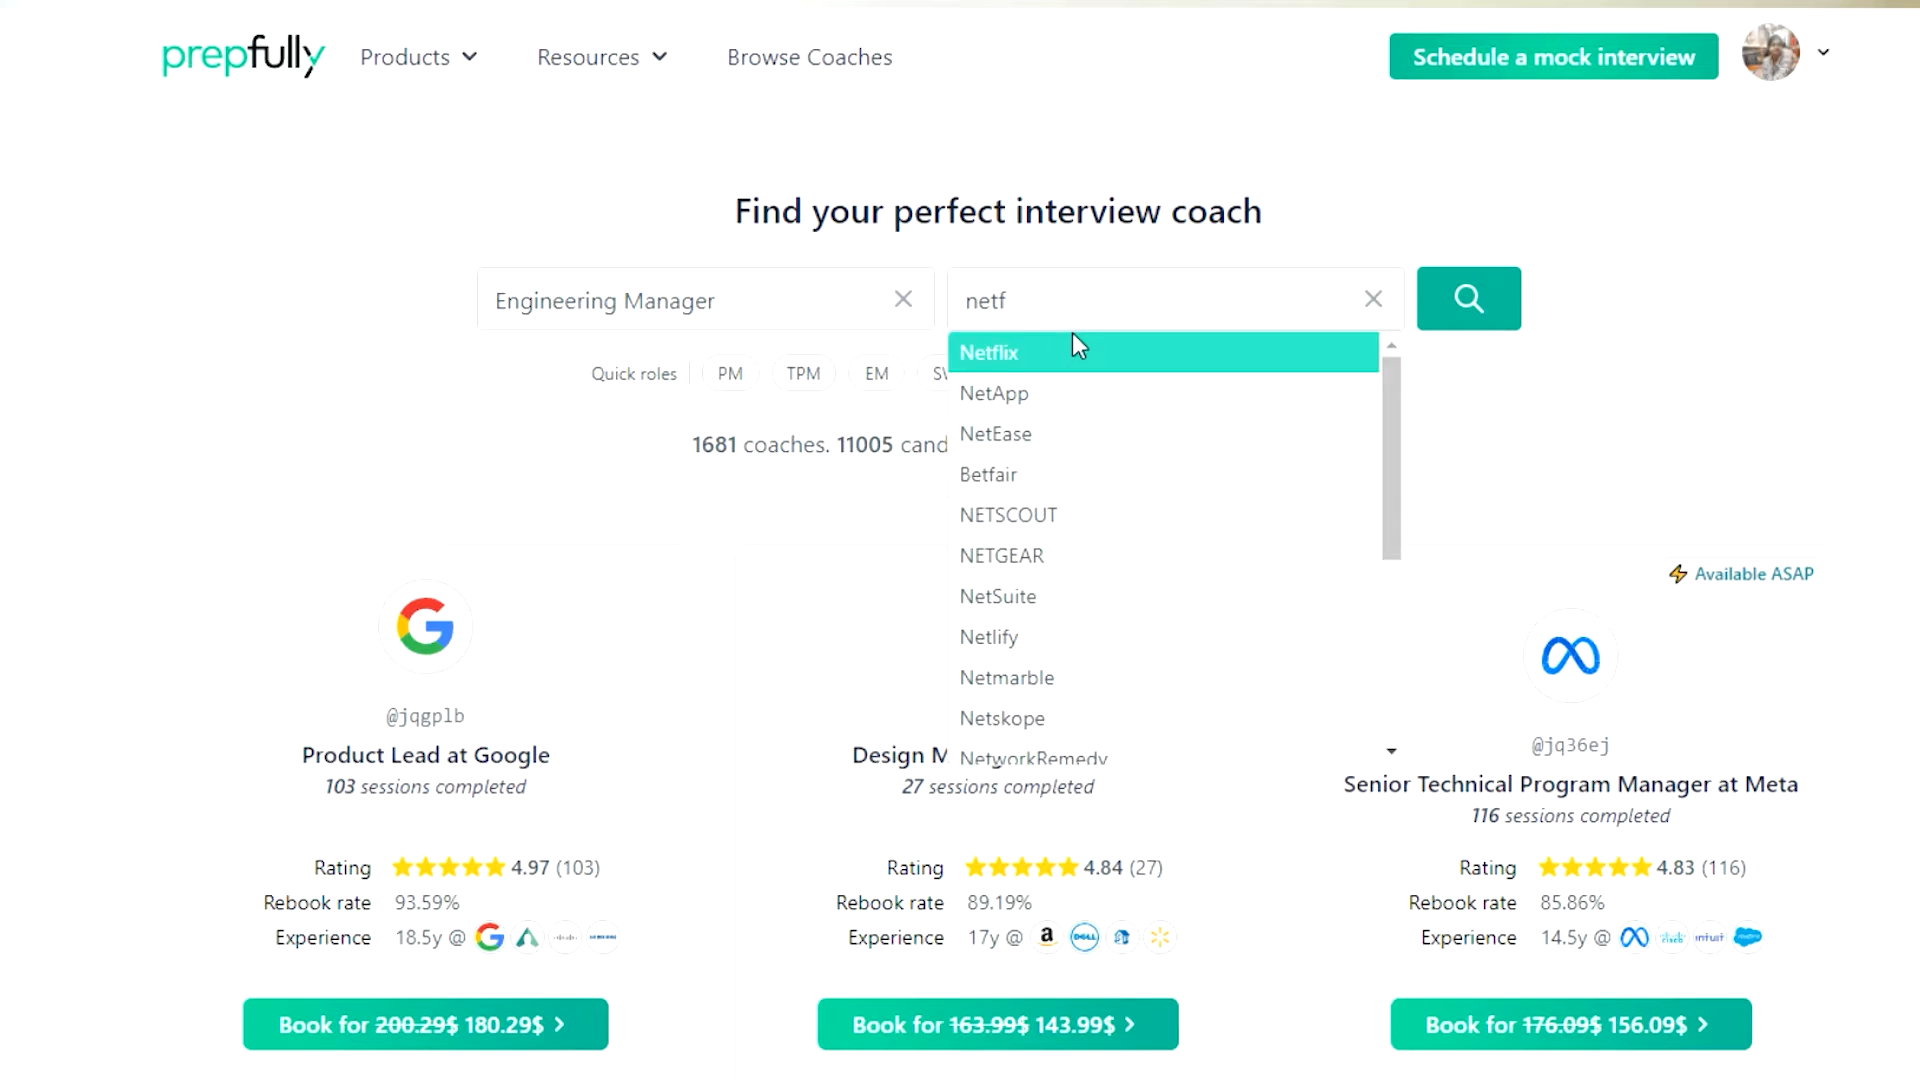 prepfully
Products
Resources
Browse Coaches
Schedule a mock interview
Find your perfect interview coach
Engineering Manager
netf
Quick roles
PM
TPM
EM
Netflix
NetApp
NetEase
Betfair
NETSCOUT
NETGEAR
NetSuite
Netlify
Netmarble
Netskope
NetworkRemedy
1681 coaches. 11005 cand
@jqgplb
Product Lead at Google
103 sessions completed
Rating 4.97 (103)
Rebook rate 93.59%
Experience 18.5y @
Book for 200.29$ 180.29$
Design M
27 sessions completed
Rating 4.84 (27)
Rebook rate 89.19%
Experience 17y @ a DELL
Book for 163.99$ 143.99$
Available ASAP
@jq36ej
Senior Technical Program Manager at Meta
116 sessions completed
Rating 4.83 (116)
Rebook rate 85.86%
Experience 14.5y @ intuit
Book for 176.09$ 156.09$